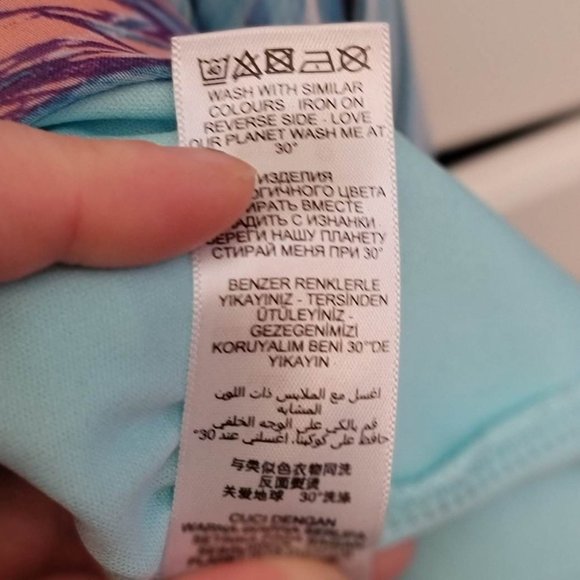 40
WASH WITH SIMILAR
COLOURS - IRON ON
REVERSE SIDE - LOVE
OUR PLANET WASH ME AT
30°
ИЗДЕЛИЯ
ЦВЕТА
ВМЕСТЕ
С ИЗНАНКИ
НАШУ ПЛАНЕТУ
СТИРАЙ МЕНЯ ПРИ 30°
BENZER RENKLERLE
YIKAYINIZ - TERSİNDEN
ÜTÜLEYİNİZ -
GEZEGENİMİZİ
KORUYALIM BENİ 30°'DE
YIKAYIN
اغسل مع الملابس ذات اللون
المشابه
قم بالكي على الوجه الخلفي
حافظ على كوكبنا، اغسلني عند 30°
与类似色衣物同洗
反面熨烫
关爱地球 30°洗涤
CUCI DENGAN